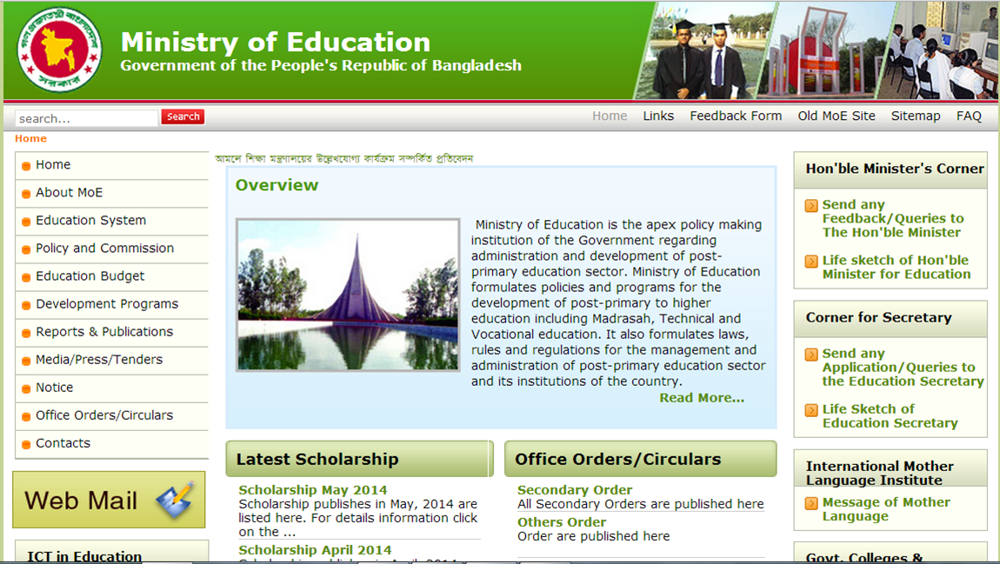 গণপ্রজাতন্ত্রী বাংলাদেশ
সরকার
Ministry of Education
Government of the People's Republic of Bangladesh
search...
Search
Home
Links
Feedback Form
Old MoE Site
Sitemap
FAQ
Home
Home
About MoE
Education System
Policy and Commission
Education Budget
Development Programs
Reports & Publications
Media/Press/Tenders
Notice
Office Orders/Circulars
Contacts
Web Mail
ICT in Education
আমলে শিক্ষা মন্ত্রণালয়ের উল্লেখযোগ্য কার্যক্রম সম্পর্কিত প্রতিবেদন
Overview
Ministry of Education is the apex policy making
institution of the Government regarding
administration and development of post-
primary education sector. Ministry of Education
formulates policies and programs for the
development of post-primary to higher
education including Madrasah, Technical and
Vocational education. It also formulates laws,
rules and regulations for the management and
administration of post-primary education sector
and its institutions of the country.
Read More...
Latest Scholarship
Scholarship May 2014
Scholarship publishes in May, 2014 are
listed here. For details information click
on the ...
Scholarship April 2014
Office Orders/Circulars
Secondary Order
All Secondary Orders are published here
Others Order
Order are published here
Hon'ble Minister's Corner
Send any
Feedback/Queries to
The Hon'ble Minister
Life sketch of Hon'ble
Minister for Education
Corner for Secretary
Send any
Application/Queries to
the Education Secretary
Life Sketch of
Education Secretary
International Mother
Language Institute
Message of Mother
Language
Govt. Colleges &